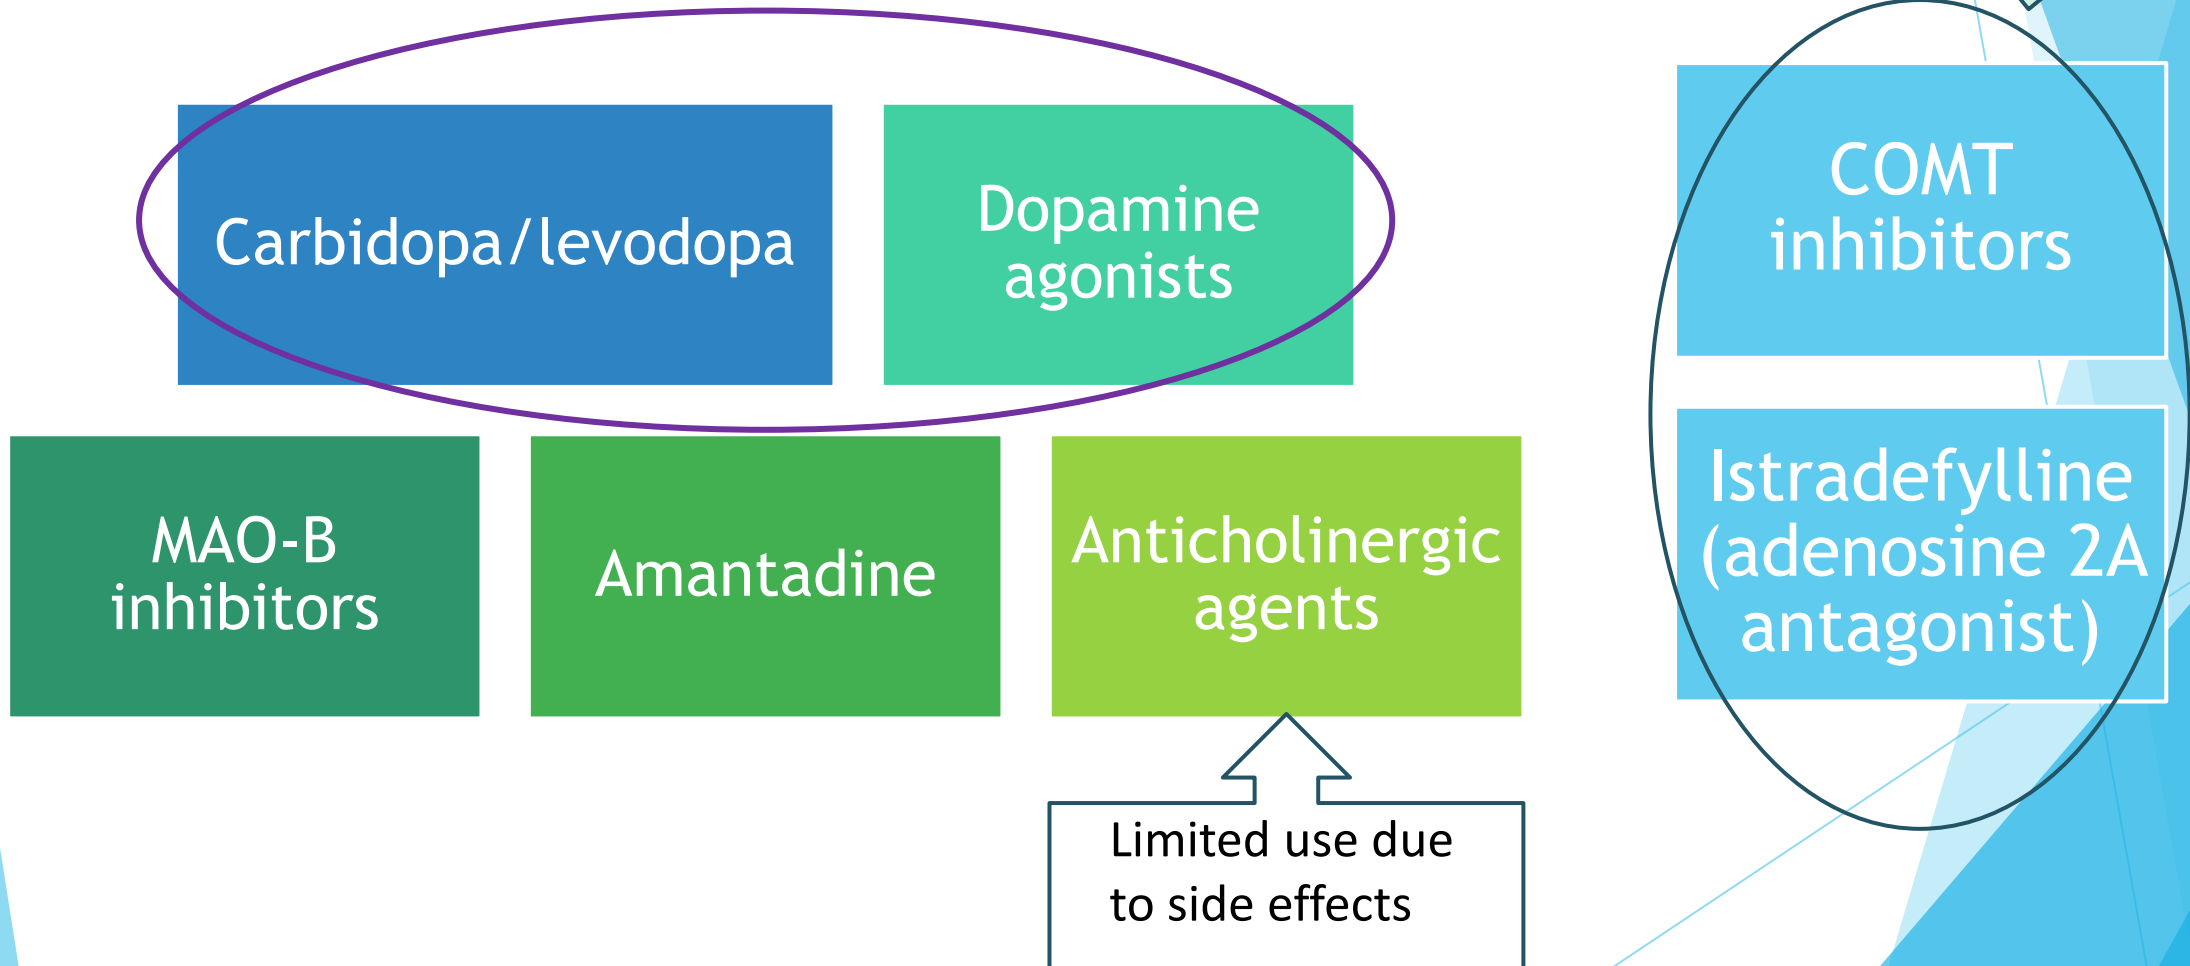 Carbidopa/levodopa
Dopamine
agonists
MAO-B
inhibitors
Amantadine
Anticholinergic
agents
Limited use due
to side effects
COMT
inhibitors
Istradefylline
(adenosine 2A
antagonist)